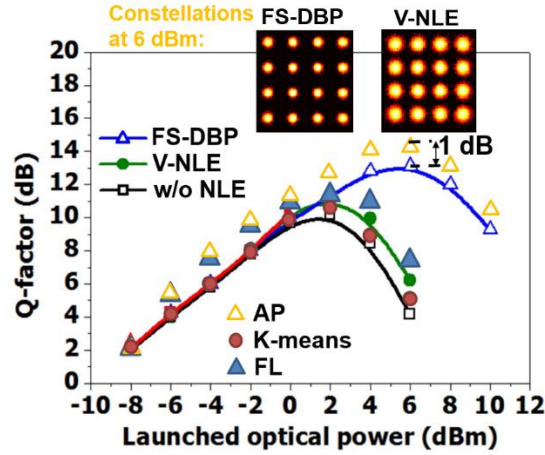 Constellations
at 6 dBm:
FS-DBP
V-NLE
20
18
16
14
12
10
8
6
4
2
0
Q-factor (dB)
FS-DBP
V-NLE
w/o NLE
1 dB
AP
K-means
FL
-10 -8 -6 -4 -2 0 2 4 6 8 10 12
Launched optical power (dBm)